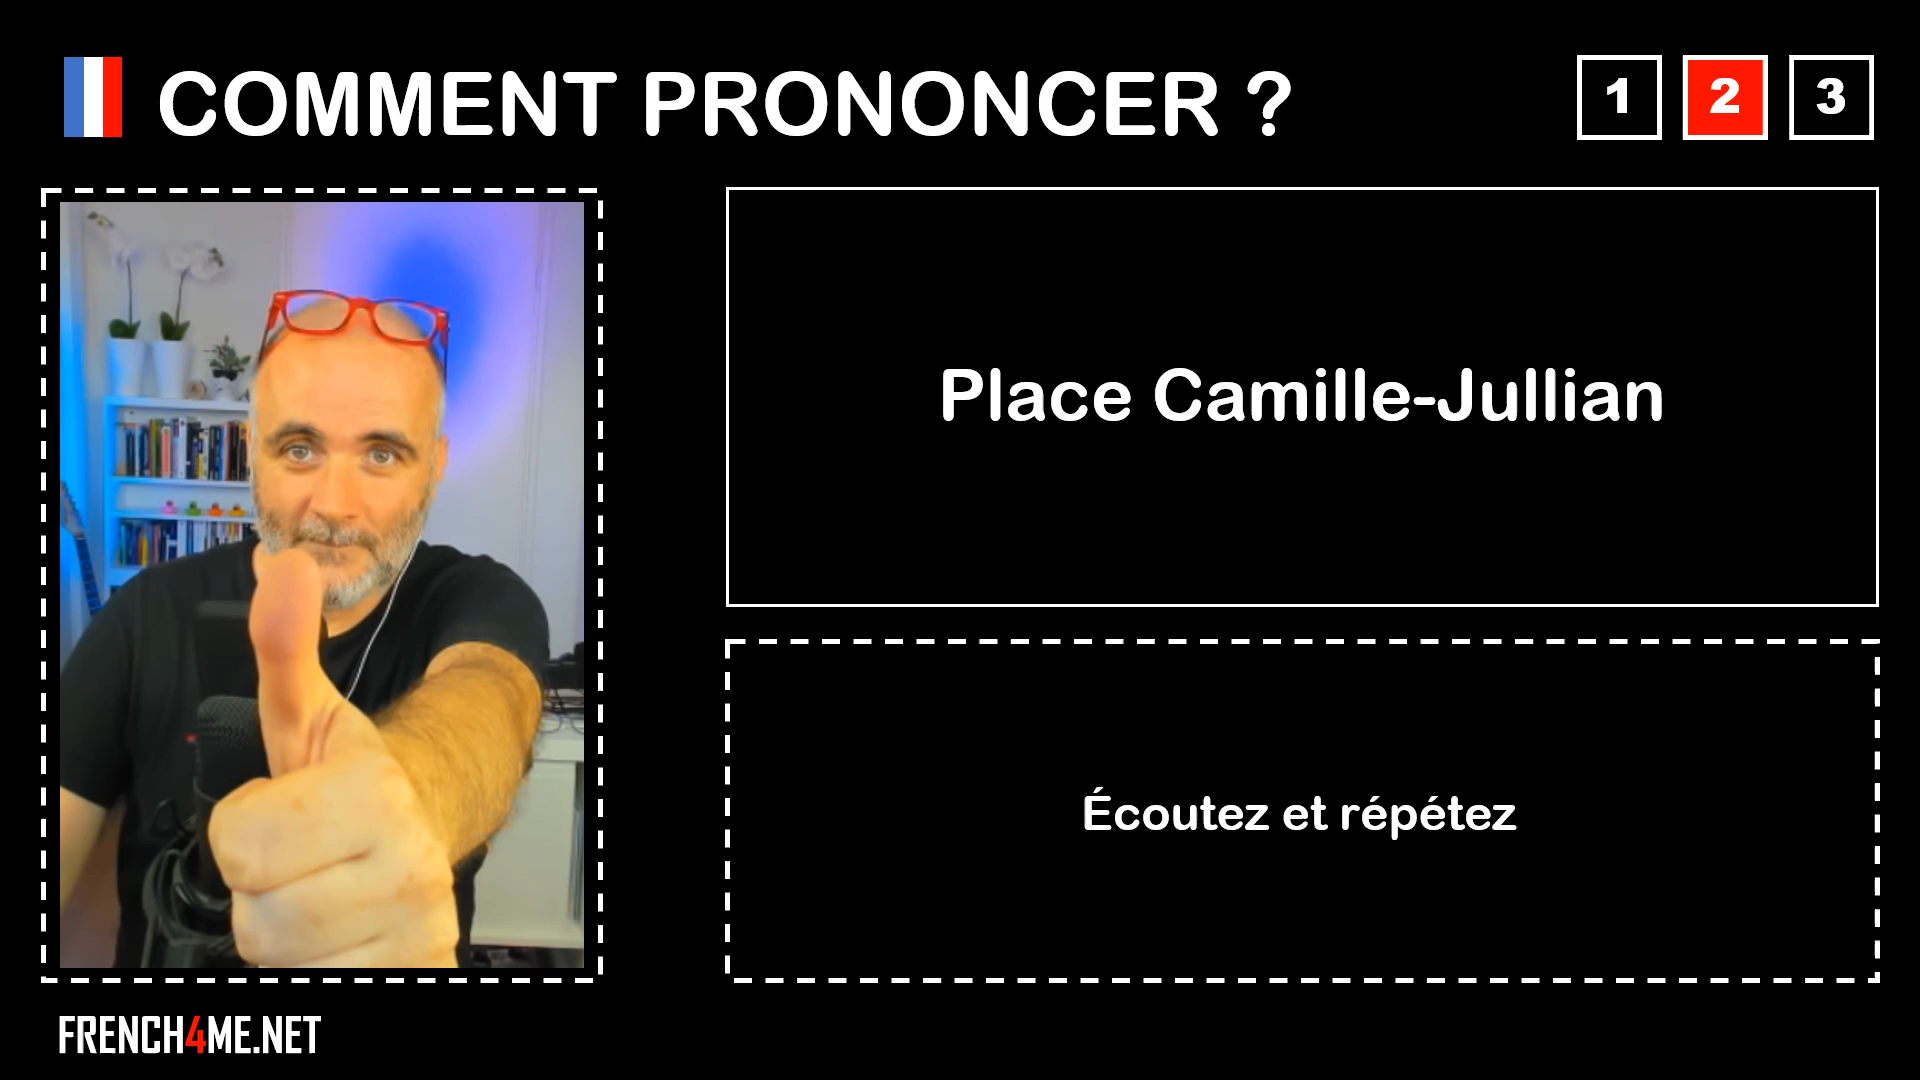 COMMENT PRONONCER ?
1 2 3
Place Camille-Jullian
Écoutez et répétez
FRENCH4ME.NET